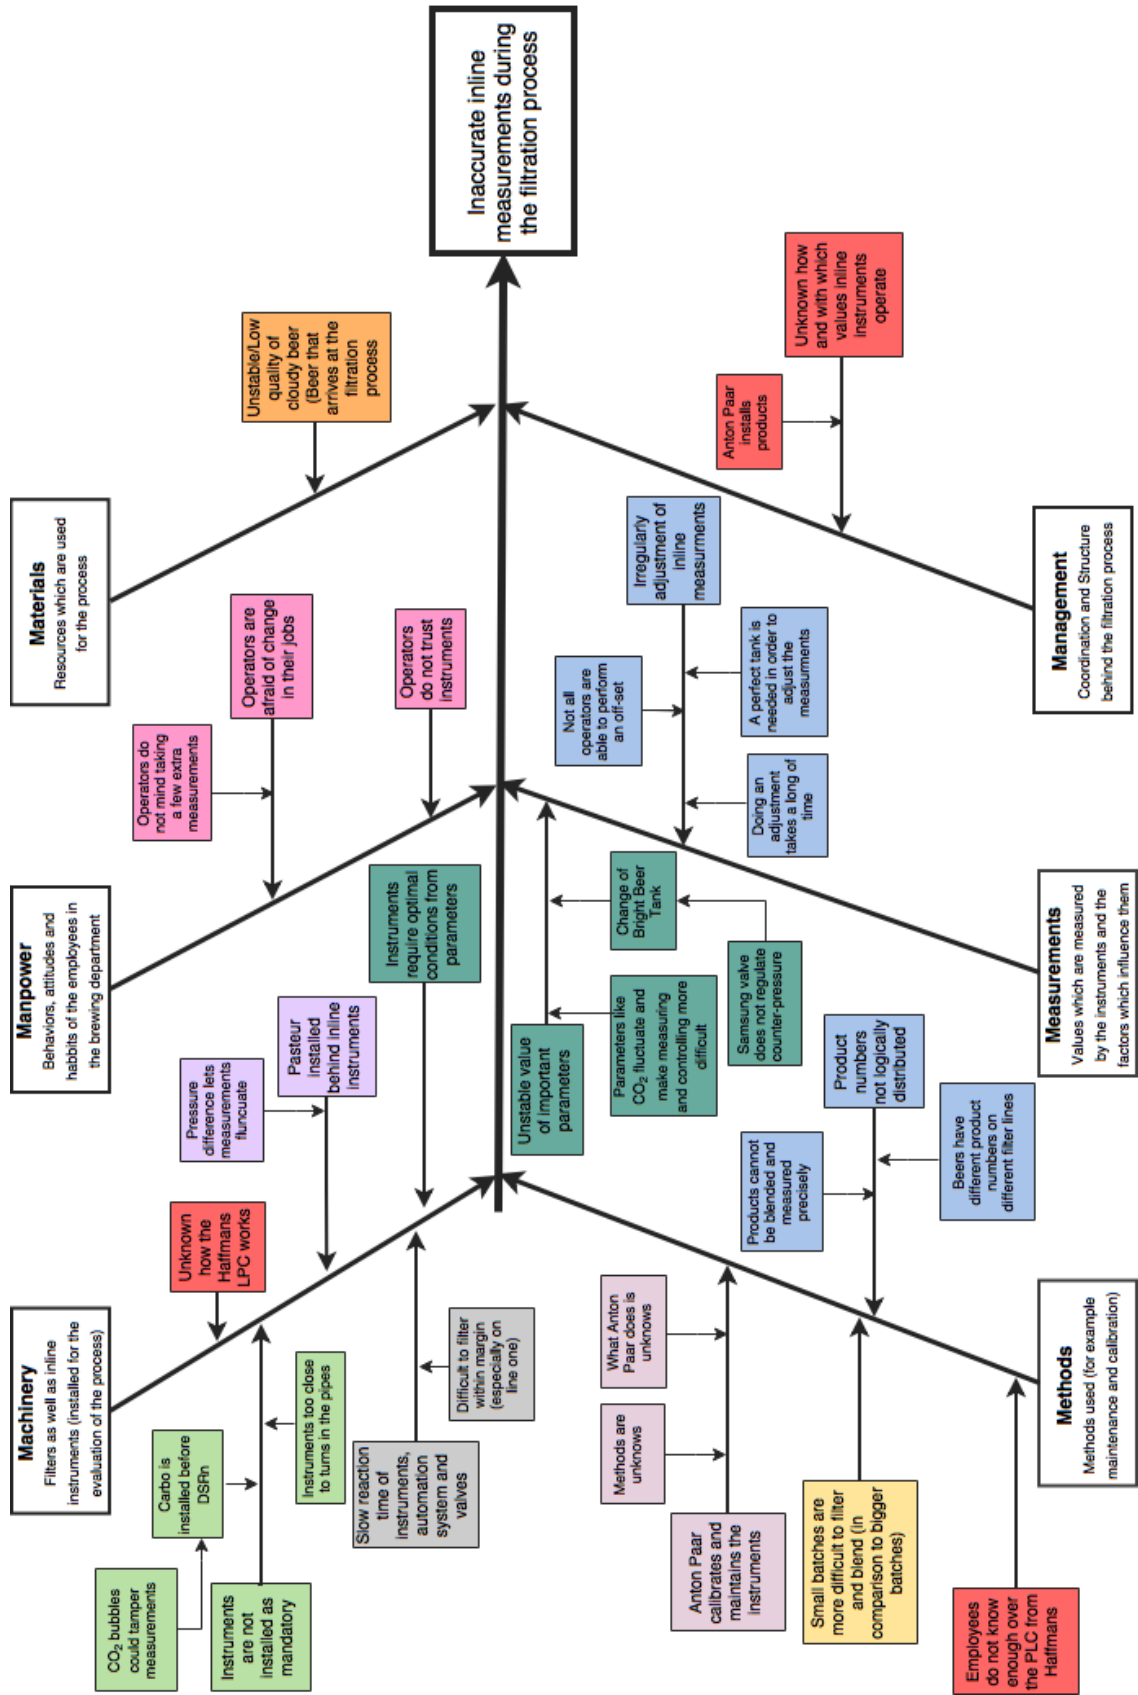 Machinery
Filters as well as inline
instruments (installed for the
evaluation of the process)
Manpower
Behaviors, attitudes and
habbits of the employees in
the brewing department
Materials
Resources which are used
for the process
CO₂ bubbles
could tamper
measurements
Carbo is
installed before
DSRn
Instruments
are not
installed as
mandatory
Instruments too close
to turns in the pipes
Unknown
how the
Haffmans
LPC works
Pressure
difference lets
measurements
fluncuate
Pasteur
installed
behind inline
instruments
Slow reaction
time of
instruments,
automation
system and
valves
Difficult to filter
within margin
(especially on
line one)
Instruments
require optimal
conditions from
parameters
Operators do
not mind taking
a few extra
measurements
Operators are
afraid of change
in their jobs
Operators
do not trust
instruments
Unstable/Low
quality of
cloudy beer
(Beer that
arrives at the
filtration
process
Inaccurate inline
measurements during
the filtration process
Methods are
unknows
What Anton
Paar does is
unknows
Anton Paar
calibrates and
maintains the
instruments
Small batches are
more difficult to filter
and blend (in
comparison to bigger
batches)
Employees
do not know
enough over
the PLC from
Haffmans
Products cannot
be blended and
measured
precisely
Product
numbers
not logically
distributed
Beers have
different product
numbers on
different filter lines
Unstable value
of important
parameters
Parameters like
CO₂ fluctuate and
make measuring
and controlling more
difficult
Change of
Bright Beer
Tank
Samsung valve
does not regulate
counter-pressure
Not all
operators are
able to perform
an off-set
Irregularly
adjustment of
inline
measurments
Doing an
adjustment
takes a long of
time
A perfect tank is
needed in order to
adjust the
measurments
Anton Paar
installs
products
Unknown how
and with which
values inline
instruments
operate
Methods
Methods used (for example
maintenance and calibration)
Measurements
Values which are measured
by the instruments and the
factors which influence them
Management
Coordination and Structure
behind the filtration process